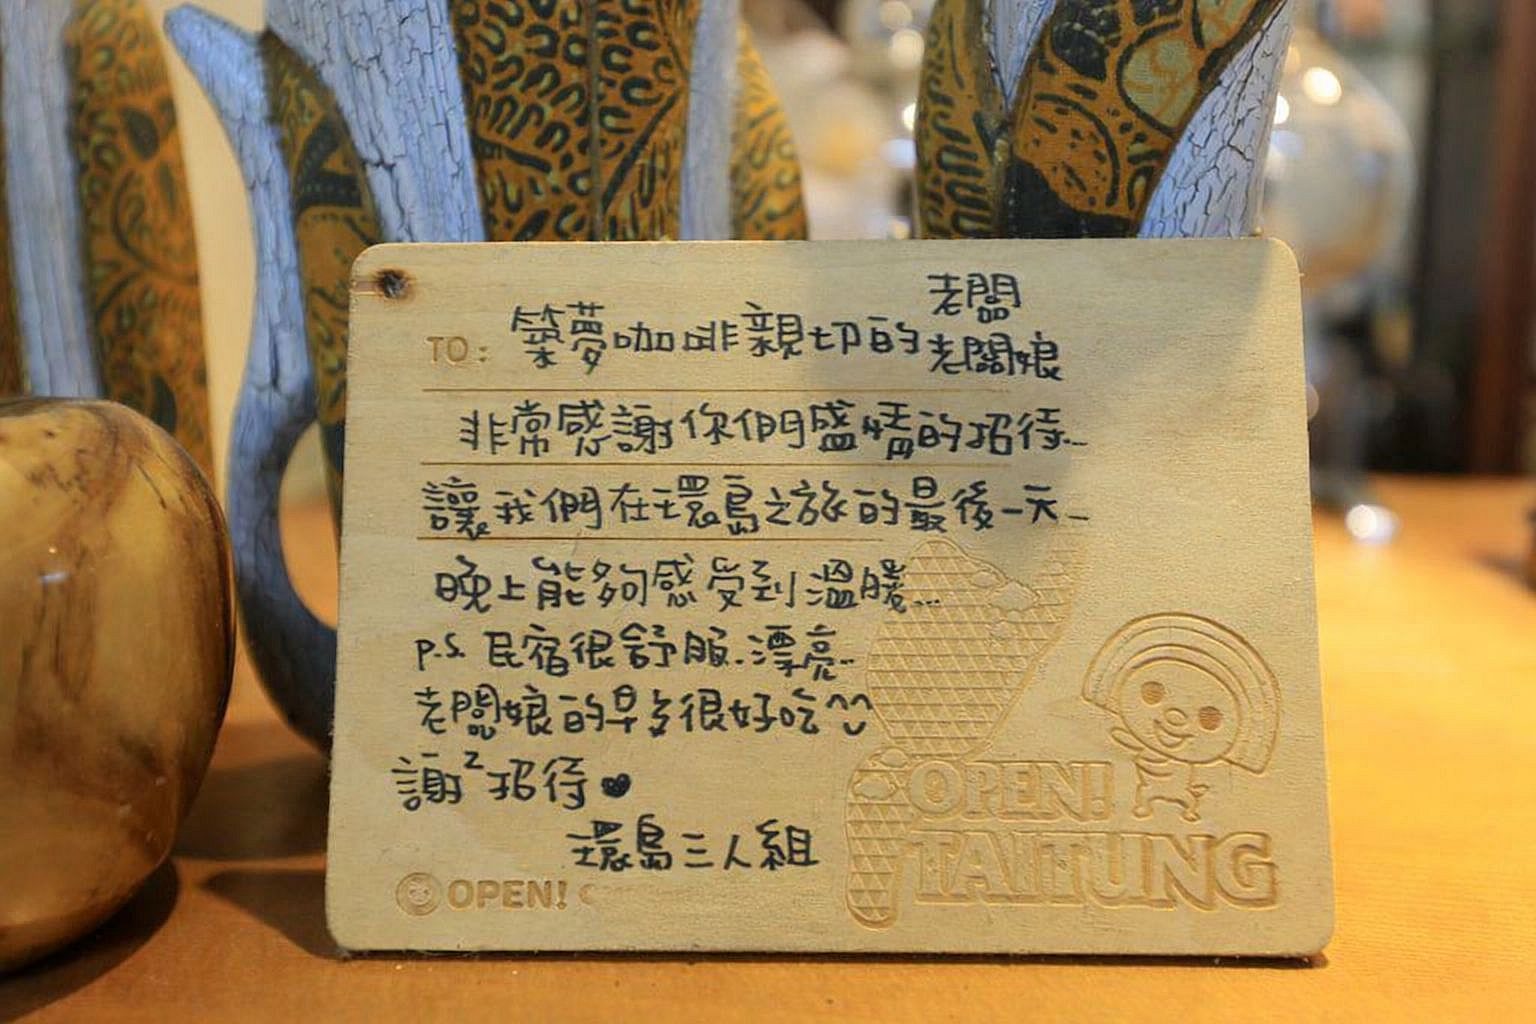 TO: 築夢咖啡親切的老闆
老闆娘
非常感謝你們盛情的招待...
讓我們在環島之旅的最後一天_
晚上能夠感受到溫暖...
p.s. 民宿很舒服.漂亮..
老闆娘的早多很好吃^^
謝²招待♥
環島三人組
OPEN!
OPEN!
TAITUNG